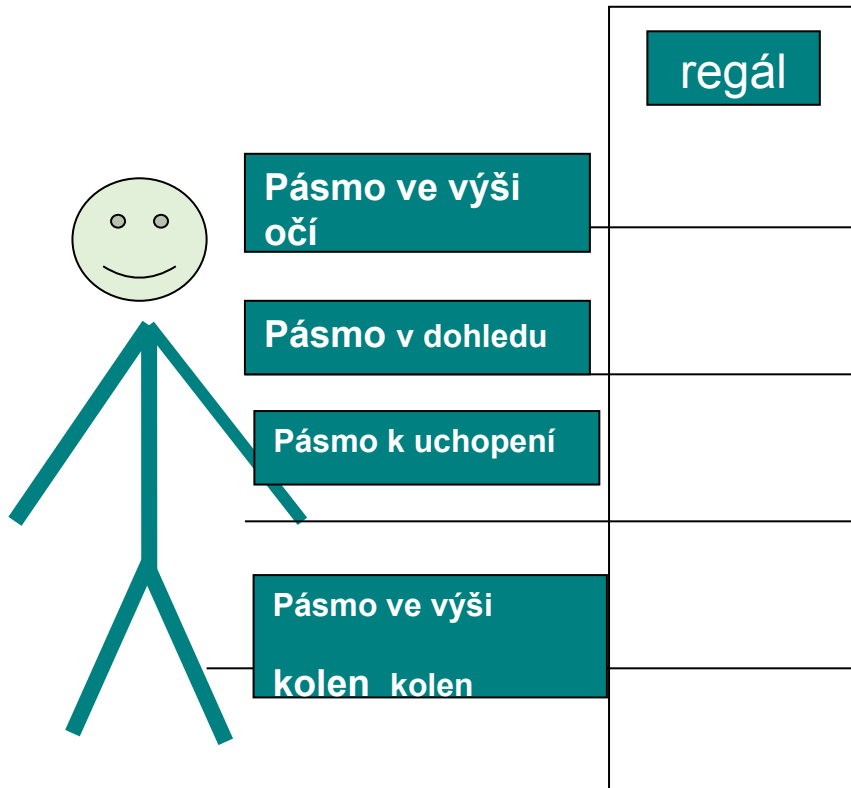 regál
Pásmo ve výši
očí
Pásmo v dohledu
Pásmo k uchopení
Pásmo ve výši
kolen kolen